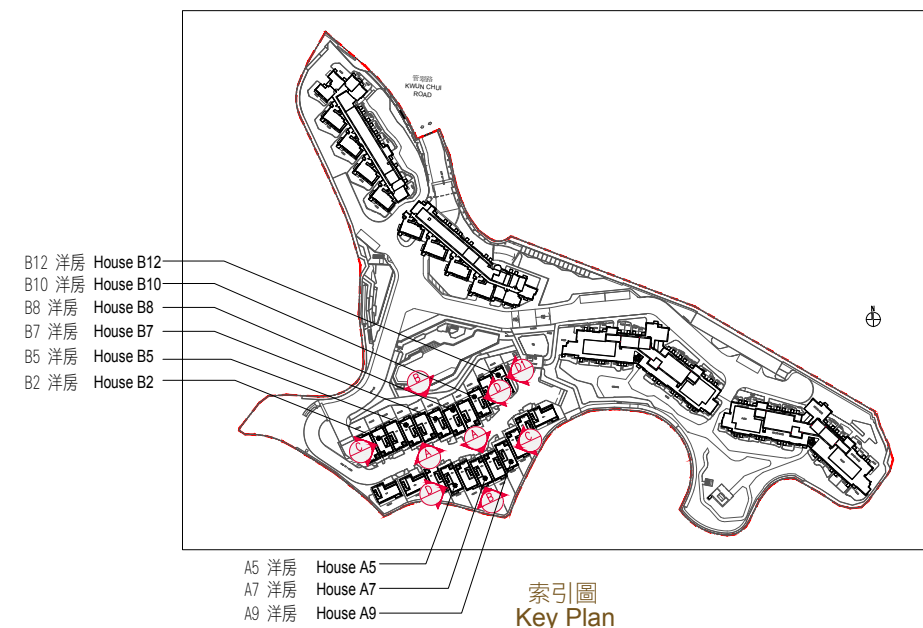 管翠路
KWUN CHUI
ROAD
N
B12 洋房 House B12
B10 洋房 House B10
B8 洋房 House B8
B7 洋房 House B7
B5 洋房 House B5
B2 洋房 House B2
B
D1
D
A
C
C
A
D
B
A5 洋房 House A5
A7 洋房 House A7
A9 洋房 House A9
索引圖
Key Plan